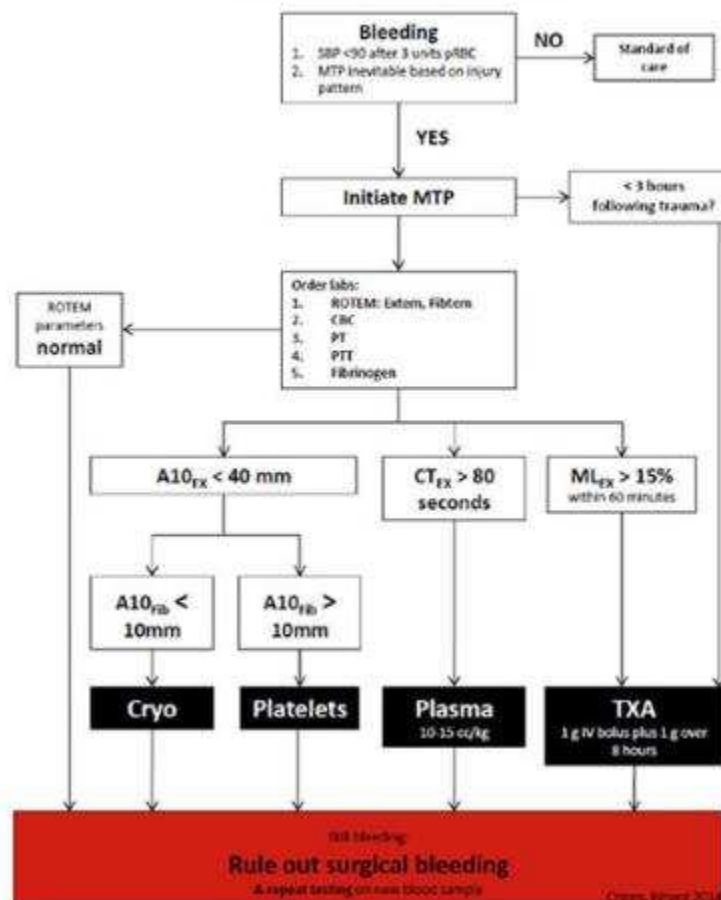 Bleeding
1. SBP <90 after 3 units pRBC
2. MTP inevitable based on injury
pattern
NO
Standard of
care
YES
Initiate MTP
< 3 hours
following trauma?
ROTEM
parameters
normal
Order labs:
1. ROTEM: Extem, Fibtem
2. CBC
3. PT
4. PTT
5. Fibrinogen
A10EX < 40 mm
CTEX > 80
seconds
MLEX > 15%
within 60 minutes
A10Fib <
10mm
A10Fib >
10mm
Cryo
Platelets
Plasma
10-15 cc/kg
TXA
1 g IV bolus plus 1 g over
8 hours
Still bleeding:
Rule out surgical bleeding
& repeat testing on new blood sample